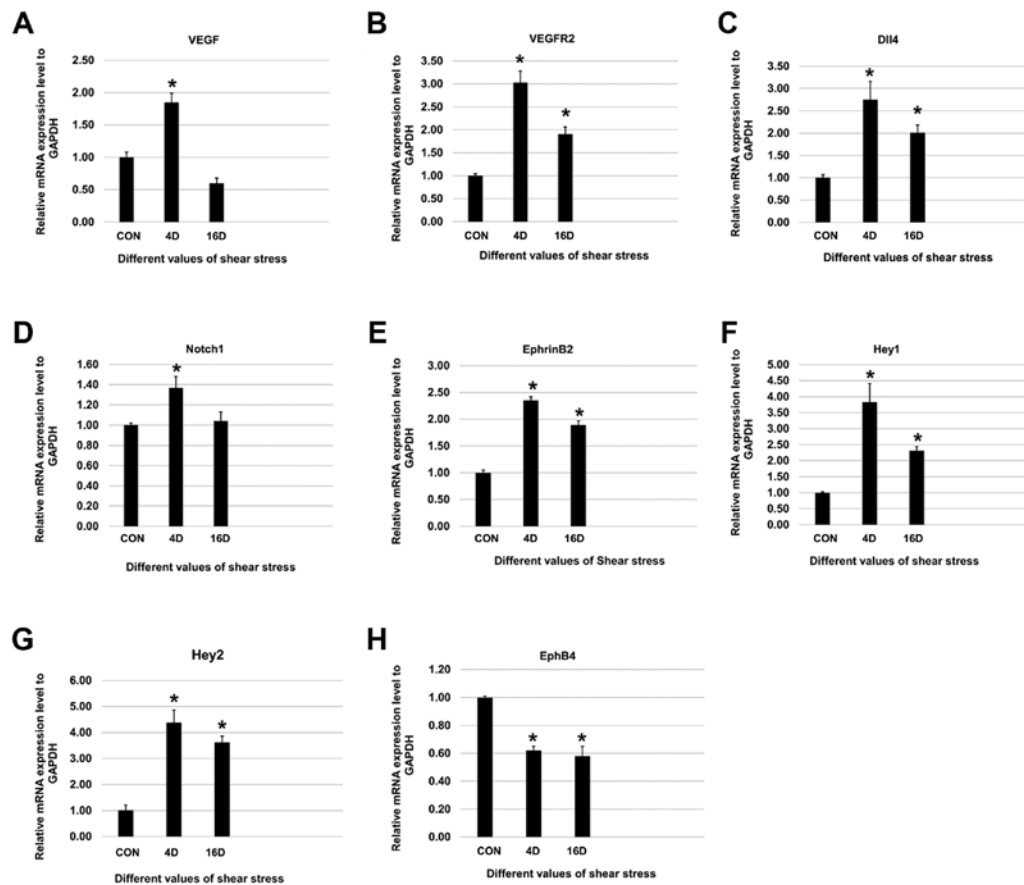 A
VEGF
Relative mRNA expression level to
GAPDH
2.50
2.00
1.50
1.00
0.50
0.00
*
CON 4D 16D
Different values of shear stress
B
VEGFR2
Relative mRNA expression level to
GAPDH
3.50
3.00
2.50
2.00
1.50
1.00
0.50
0.00
*
*
CON 4D 16D
Different values of shear stress
C
Dll4
Relative mRNA expression level to
GAPDH
3.50
3.00
2.50
2.00
1.50
1.00
0.50
0.00
*
*
CON 4D 16D
Different values of shear stress
D
Notch1
Relative mRNA expression level to
GAPDH
1.60
1.40
1.20
1.00
0.80
0.60
0.40
0.20
0.00
*
CON 4D 16D
Different values of shear stress
E
EphrinB2
Relative mRNA expression level to
GAPDH
3.00
2.50
2.00
1.50
1.00
0.50
0.00
*
*
CON 4D 16D
Different values of Shear stress
F
Hey1
Relative mRNA expression level to
GAPDH
5.00
4.50
4.00
3.50
3.00
2.50
2.00
1.50
1.00
0.50
0.00
*
*
CON 4D 16D
Different values of shear stress
G
Hey2
Relative mRNA expression level to
GAPDH
6.00
5.00
4.00
3.00
2.00
1.00
0.00
*
*
CON 4D 16D
Different values of shear stress
H
EphB4
Relative mRNA expression level to
GAPDH
1.20
1.00
0.80
0.60
0.40
0.20
0.00
*
*
CON 4D 16D
Different values of shear stress